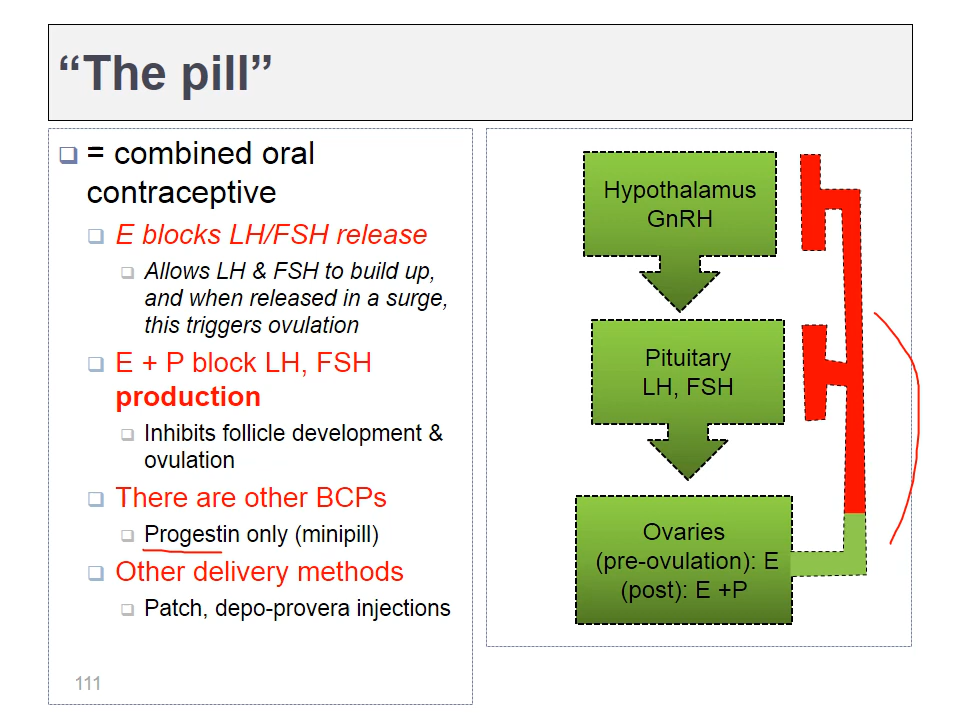 “The pill”
= combined oral
contraceptive
E blocks LH/FSH release
Allows LH & FSH to build up,
and when released in a surge,
this triggers ovulation
E + P block LH, FSH
production
Inhibits follicle development &
ovulation
There are other BCPs
Progestin only (minipill)
Other delivery methods
Patch, depo-provera injections
111
Hypothalamus
GnRH
Pituitary
LH, FSH
Ovaries
(pre-ovulation): E
(post): E +P